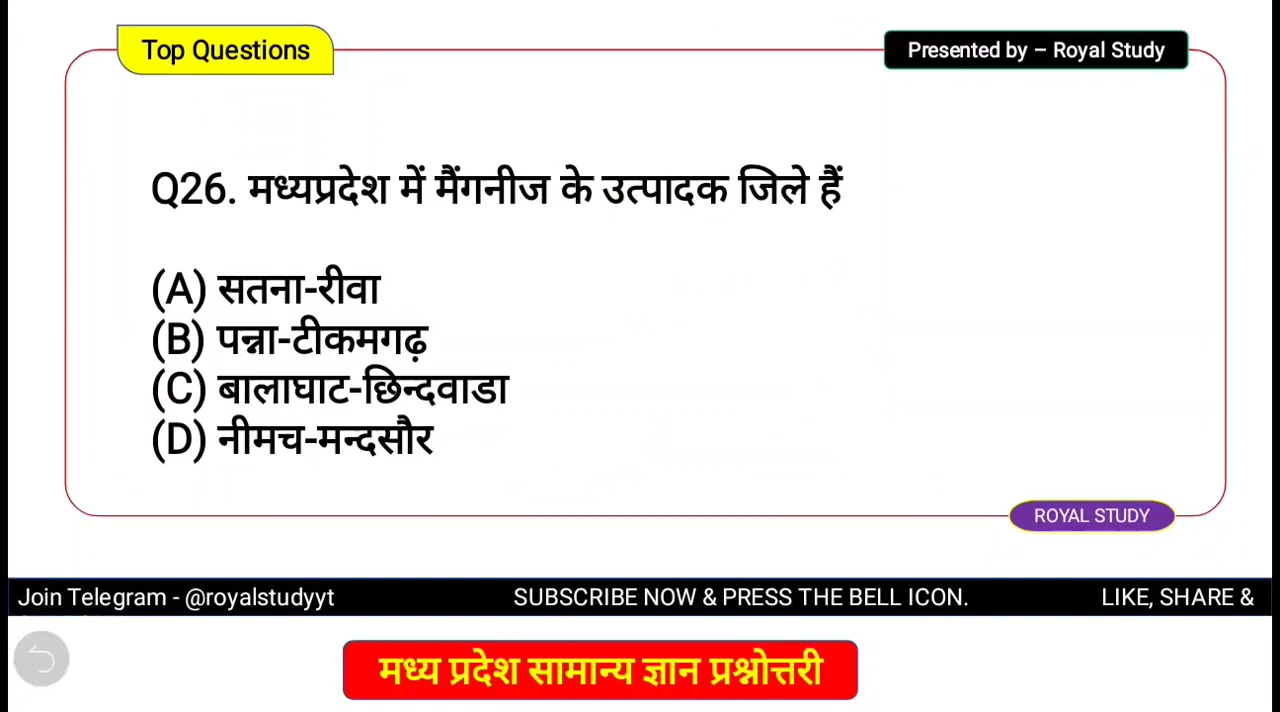 Top Questions
Presented by – Royal Study
Q26. मध्यप्रदेश में मैंगनीज के उत्पादक जिले हैं
(A) सतना-रीवा
(B) पन्ना-टीकमगढ़
(C) बालाघाट-छिन्दवाडा
(D) नीमच-मन्दसौर
ROYAL STUDY
Join Telegram - @royalstudyyt SUBSCRIBE NOW & PRESS THE BELL ICON. LIKE, SHARE &
मध्य प्रदेश सामान्य ज्ञान प्रश्नोत्तरी